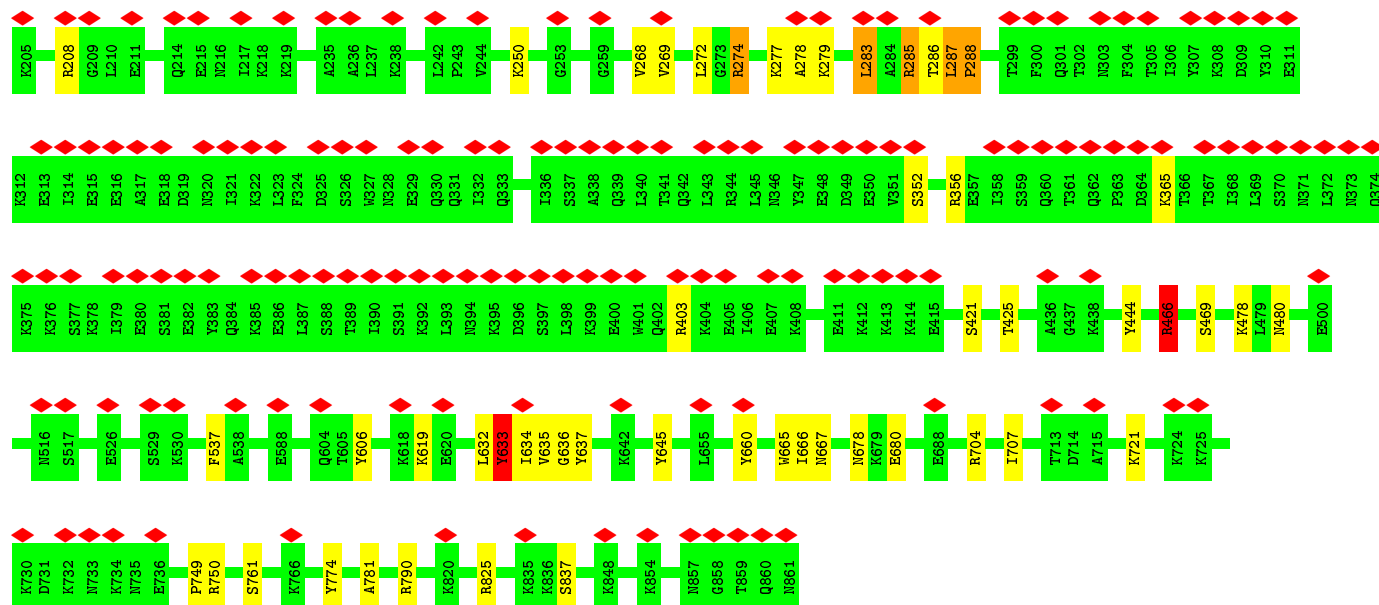 K205 R208 G209 L210 E211 Q214 E215 N216 I217 K218 K219 A235 A236 L237 K238 L242 P243 V244 K250 G253 G259 V268 V269 L272 G273 R274 K277 A278 K279 L283 A284 R285 T286 L287 P288 T299 F300 Q301 T302 N303 F304 T305 I306 Y307 K308 D309 Y310 E311
K312 E313 I314 E315 E316 A317 E318 D319 N320 I321 K322 L323 F324 D325 S326 W327 N328 E329 Q330 Q331 I332 Q333 I336 S337 A338 Q339 L340 T341 Q342 L343 R344 L345 N346 Y347 E348 D349 E350 V351 S352 R356 E357 I358 S359 Q360 T361 Q362 P363 D364 K365 T366 T367 I368 L369 S370 N371 L372 N373 Q374
K375 K376 S377 K378 I379 E380 S381 E382 Y383 Q384 K385 E386 L387 S388 T389 I390 S391 K392 L393 N394 K395 D396 S397 L398 K399 E400 W401 Q402 R403 K404 E405 I406 E407 K408 E411 K412 K413 K414 E415 S421 T425 A436 G437 K438 Y444 R466 S469 K478 L479 N480 E500
N516 S517 E526 S529 K530 F537 A538 E588 Q604 T605 Y606 K618 K619 E620 L632 Y633 I634 V635 G636 Y637 K642 Y645 L655 Y660 W665 I666 N667 N678 K679 E680 E688 R704 I707 T713 D714 A715 K721 K724 K725
K730 D731 K732 N733 K734 N735 E736 P749 R750 S761 K766 Y774 A781 R790 K820 R825 K835 K836 S837 K848 K854 N857 G858 T859 Q860 N861